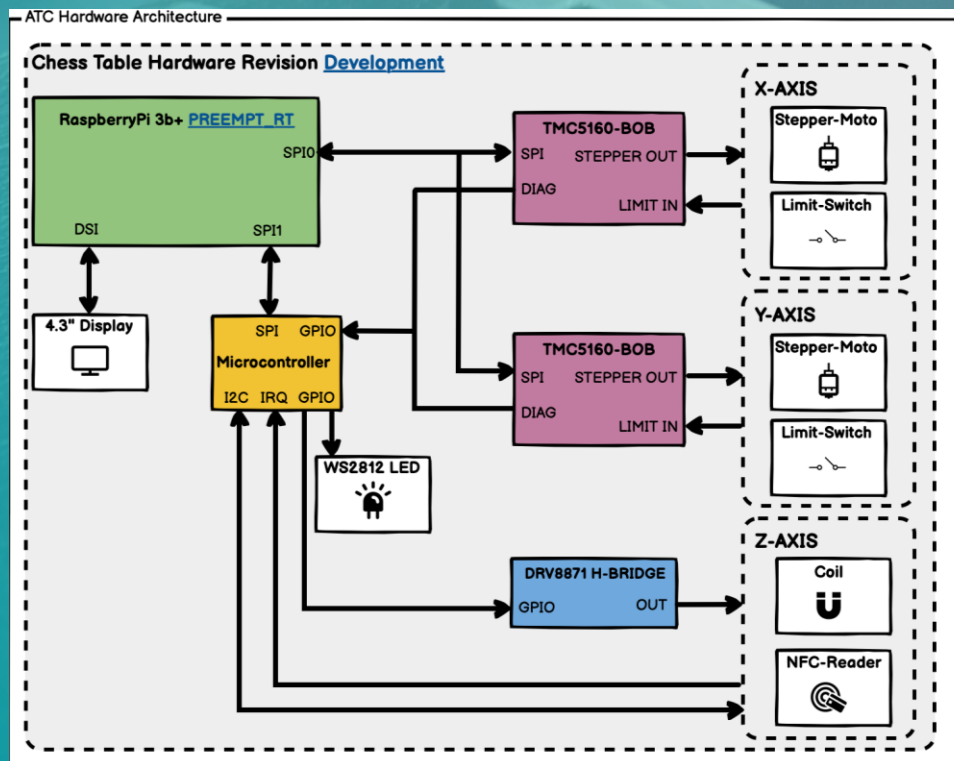 ATC Hardware Architecture
Chess Table Hardware Revision Development
RaspberryPi 3b+ PREEMPT_RT
SPI0
DSI
SPI1
4.3" Display
SPI
GPIO
Microcontroller
I2C
IRQ
GPIO
WS2812 LED
TMC5160-BOB
SPI
STEPPER OUT
DIAG
LIMIT IN
TMC5160-BOB
SPI
STEPPER OUT
DIAG
LIMIT IN
DRV8871 H-BRIDGE
GPIO
OUT
X-AXIS
Stepper-Moto
Limit-Switch
Y-AXIS
Stepper-Moto
Limit-Switch
Z-AXIS
Coil
NFC-Reader